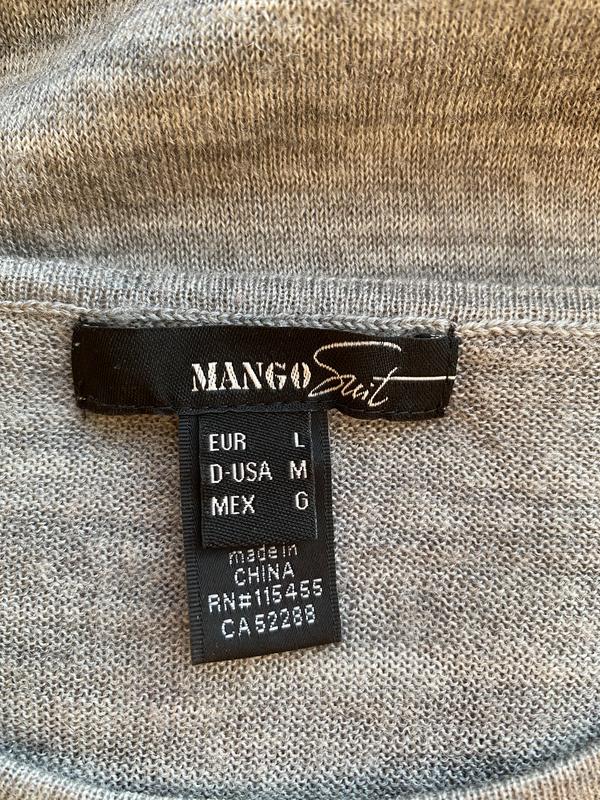 MANGO Suit
EUR L
D-USA M
MEX G
made in
CHINA
RN#115455
CA52288